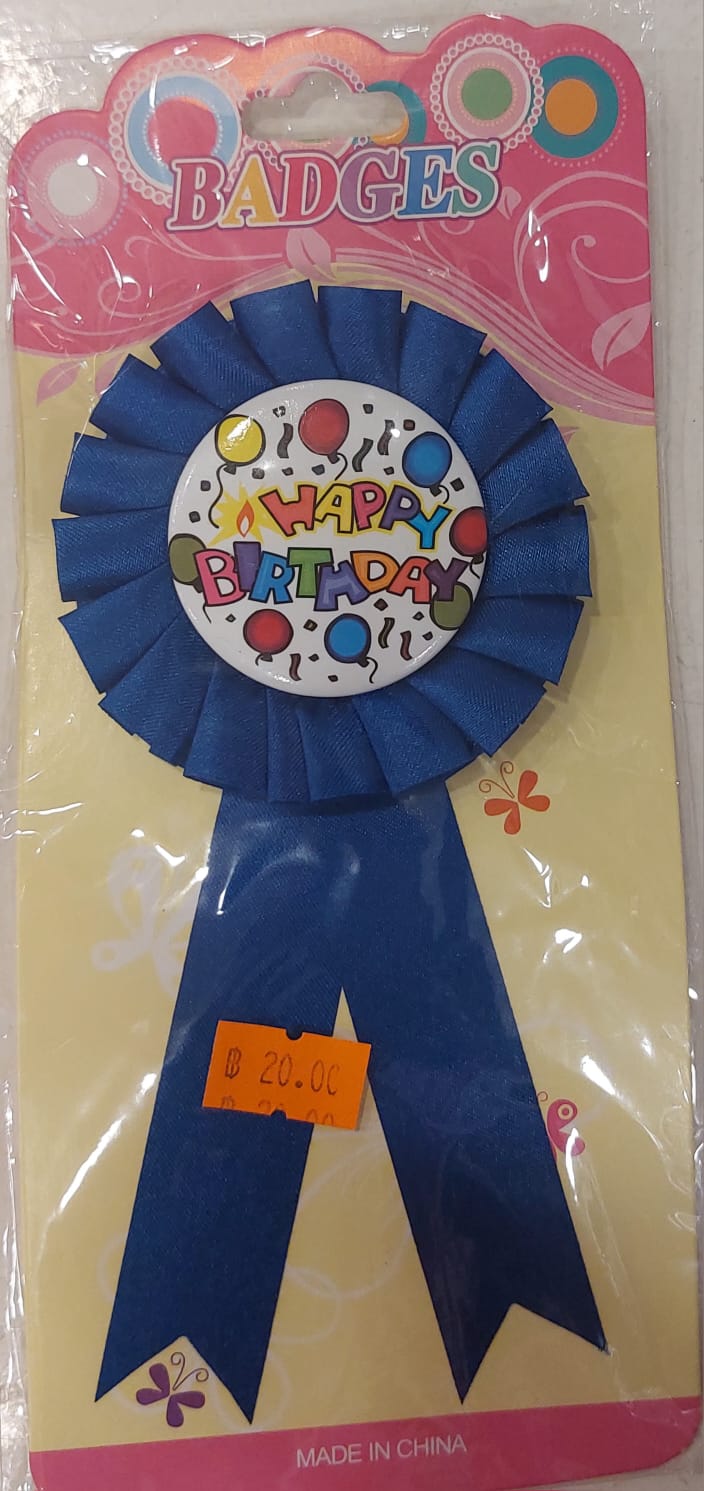 BADGES
HAPPY
BIRTHDAY
฿ 20.00
MADE IN CHINA